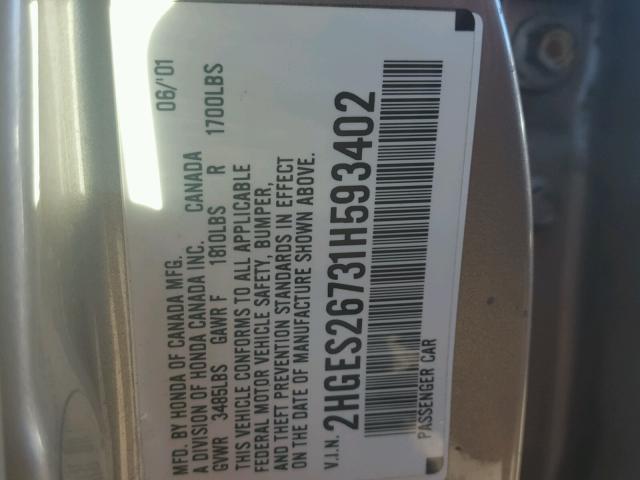 MFD. BY HONDA OF CANADA MFG. 06/'01
A DIVISION OF HONDA CANADA INC. CANADA
GVWR 3485LBS GAWR F 1810LBS R 1700LBS
THIS VEHICLE CONFORMS TO ALL APPLICABLE
FEDERAL MOTOR VEHICLE SAFETY, BUMPER,
AND THEFT PREVENTION STANDARDS IN EFFECT
ON THE DATE OF MANUFACTURE SHOWN ABOVE.
V.I.N. 2HGES26731H593402
PASSENGER CAR